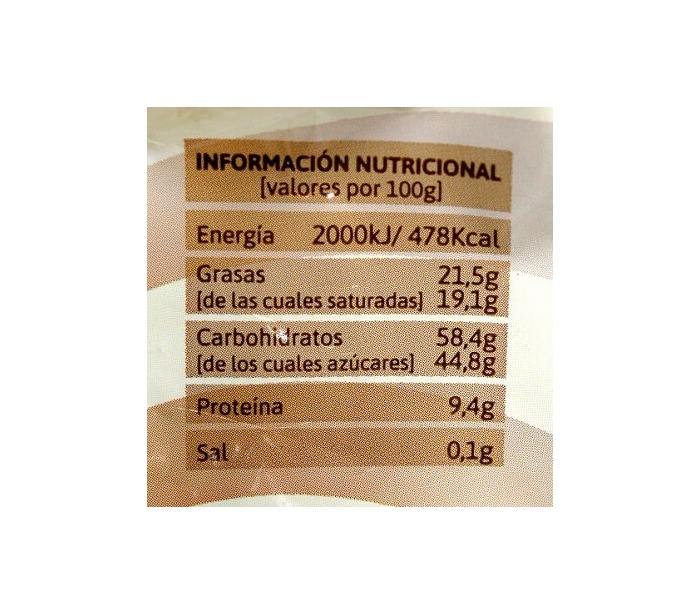 INFORMACIÓN NUTRICIONAL
[valores por 100g]
Energía 2000kJ/ 478Kcal
Grasas 21,5g
[de las cuales saturadas] 19,1g
Carbohidratos 58,4g
[de los cuales azúcares] 44,8g
Proteína 9,4g
Sal 0,1g